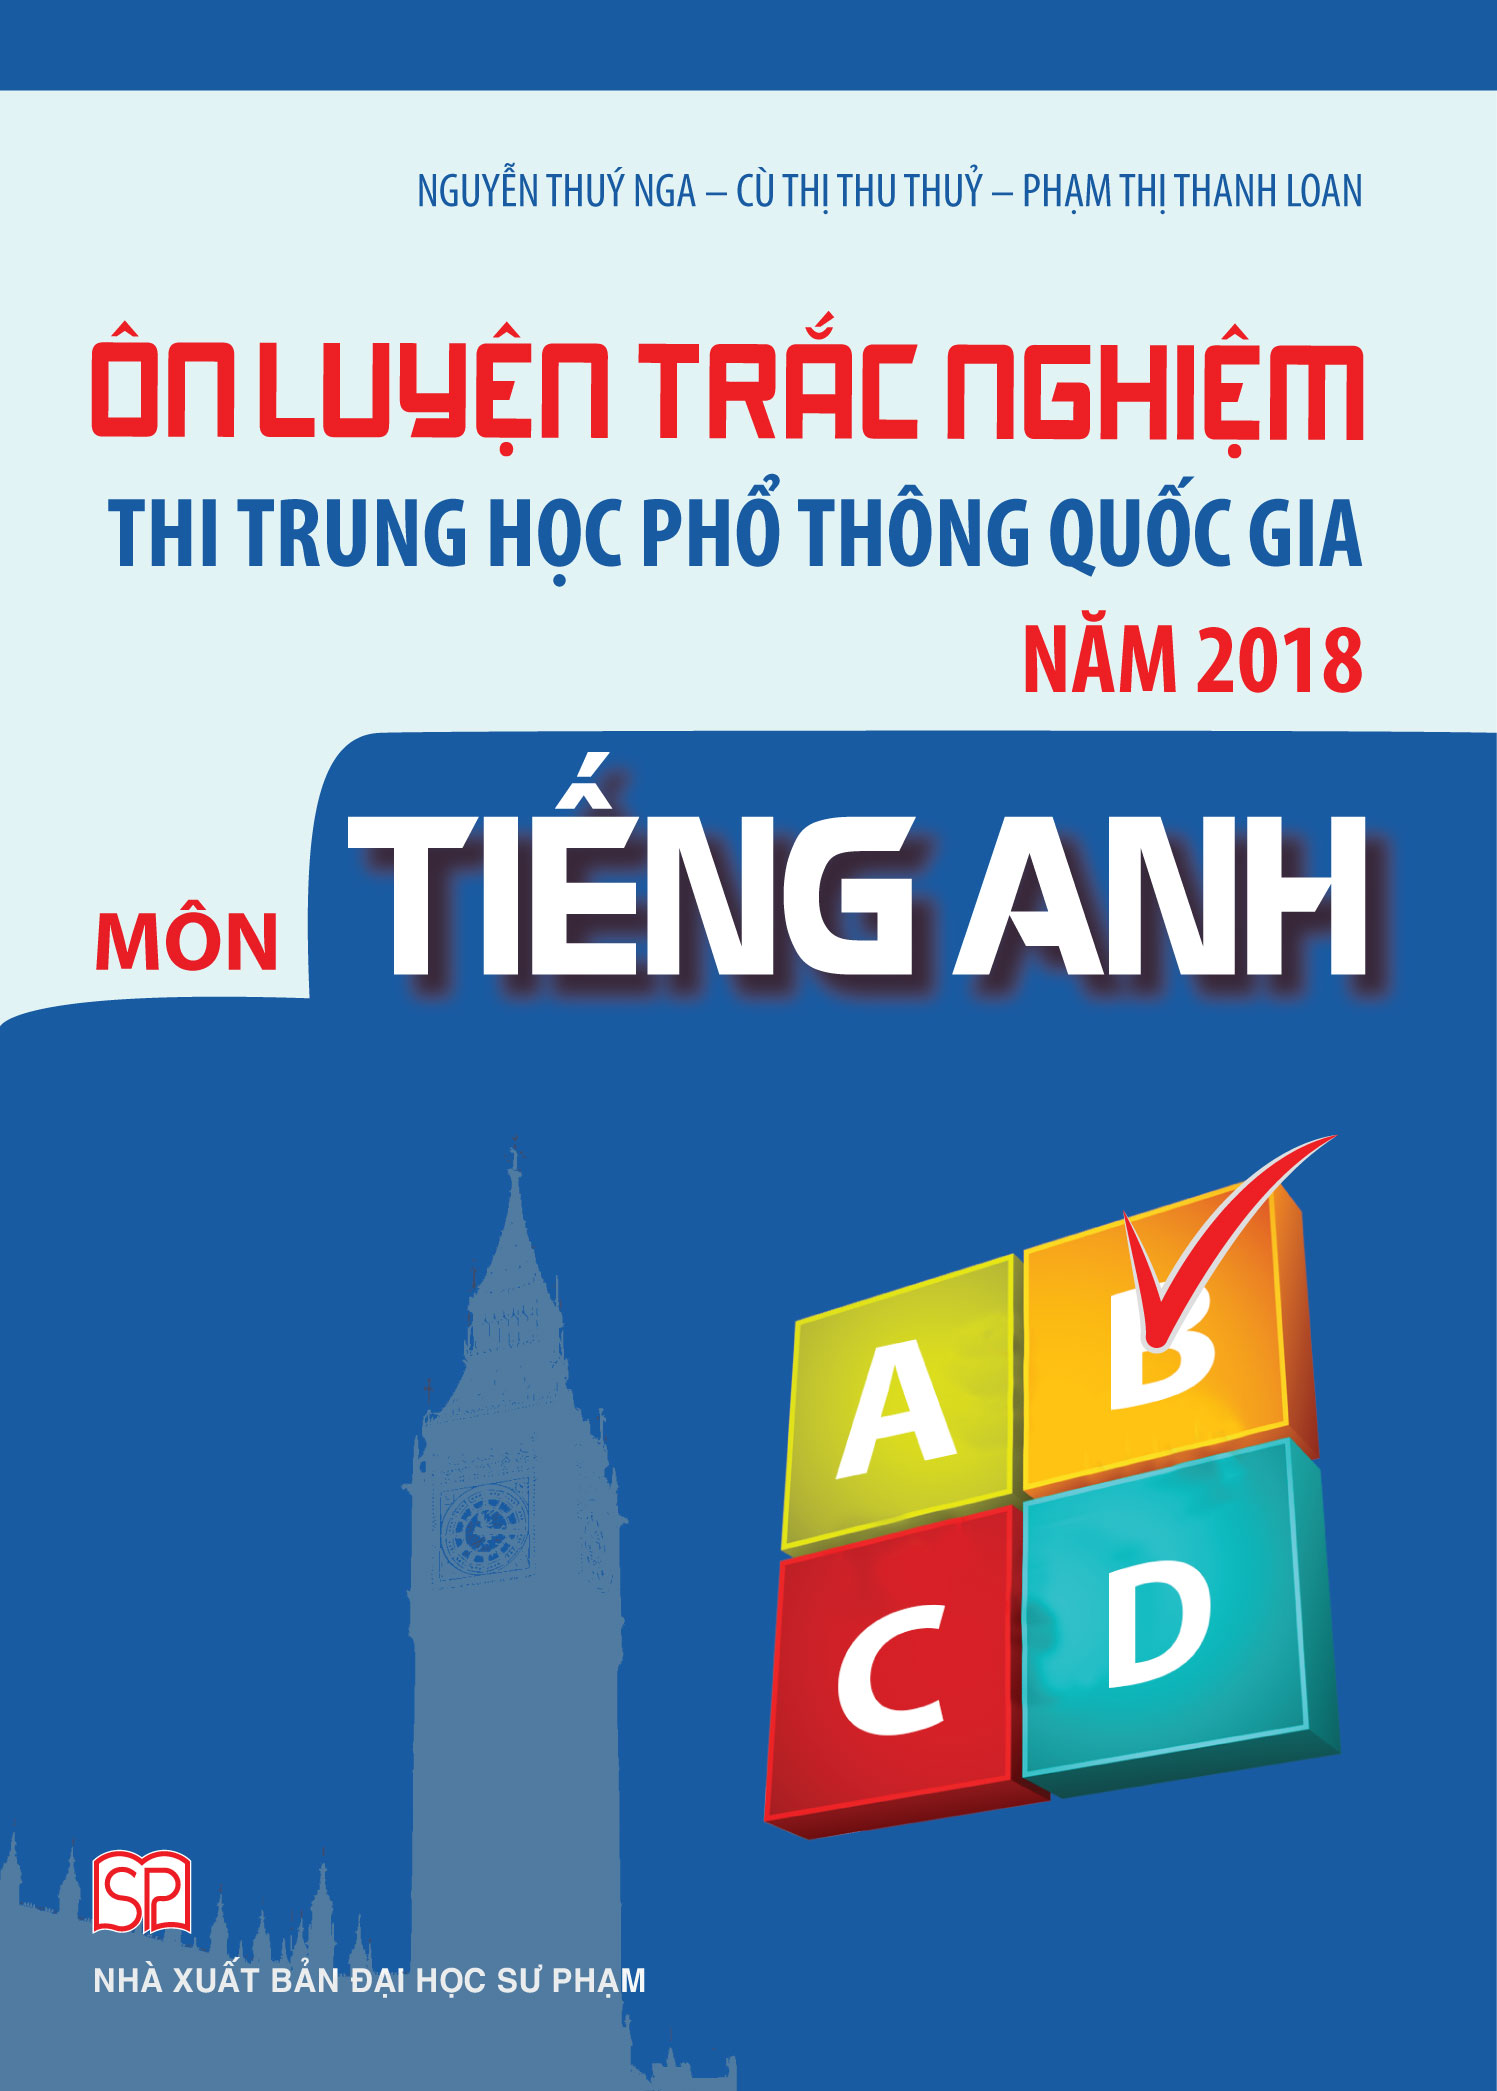 NGUYỄN THUÝ NGA – CÙ THỊ THU THUỶ – PHẠM THỊ THANH LOAN
ÔN LUYỆN TRẮC NGHIỆM
THI TRUNG HỌC PHỔ THÔNG QUỐC GIA
NĂM 2018
MÔN TIẾNG ANH
A B
C D
SP
NHÀ XUẤT BẢN ĐẠI HỌC SƯ PHẠM